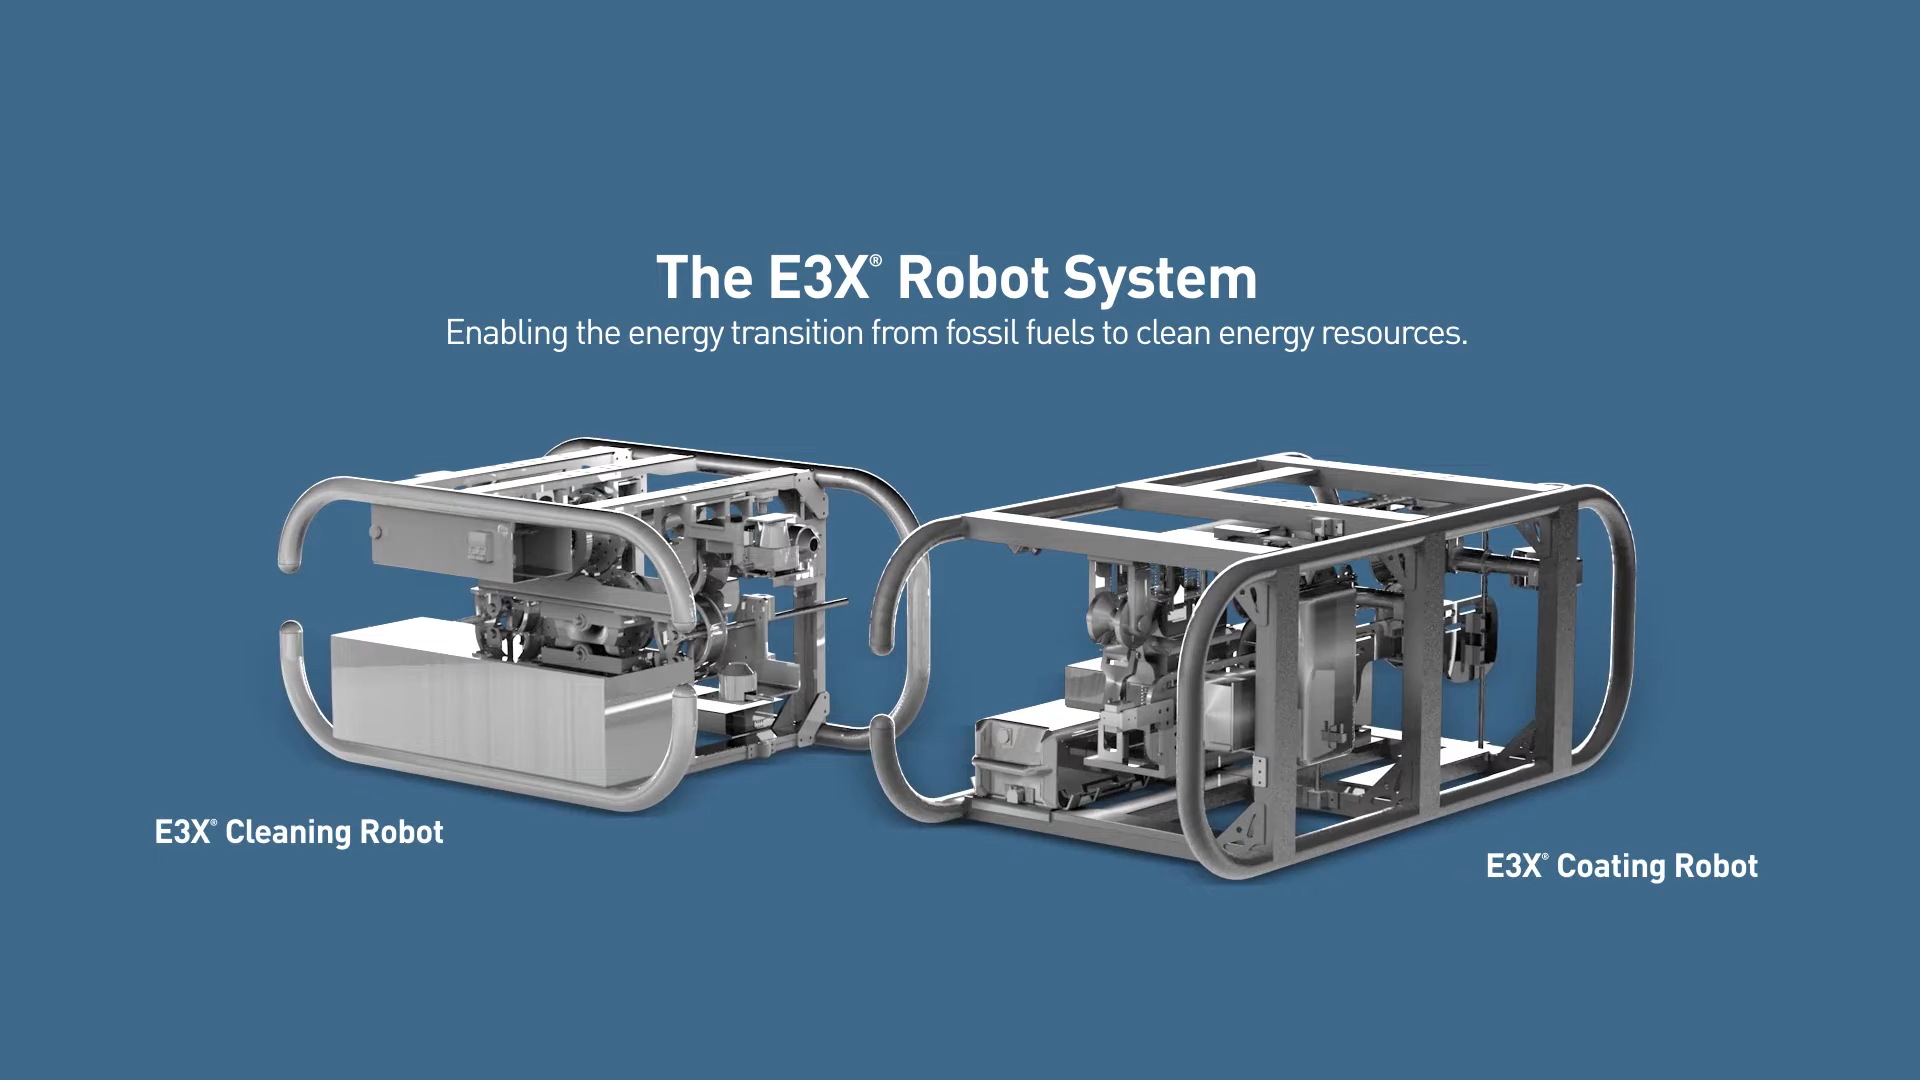 The E3X® Robot System
Enabling the energy transition from fossil fuels to clean energy resources.
E3X® Cleaning Robot
E3X® Coating Robot